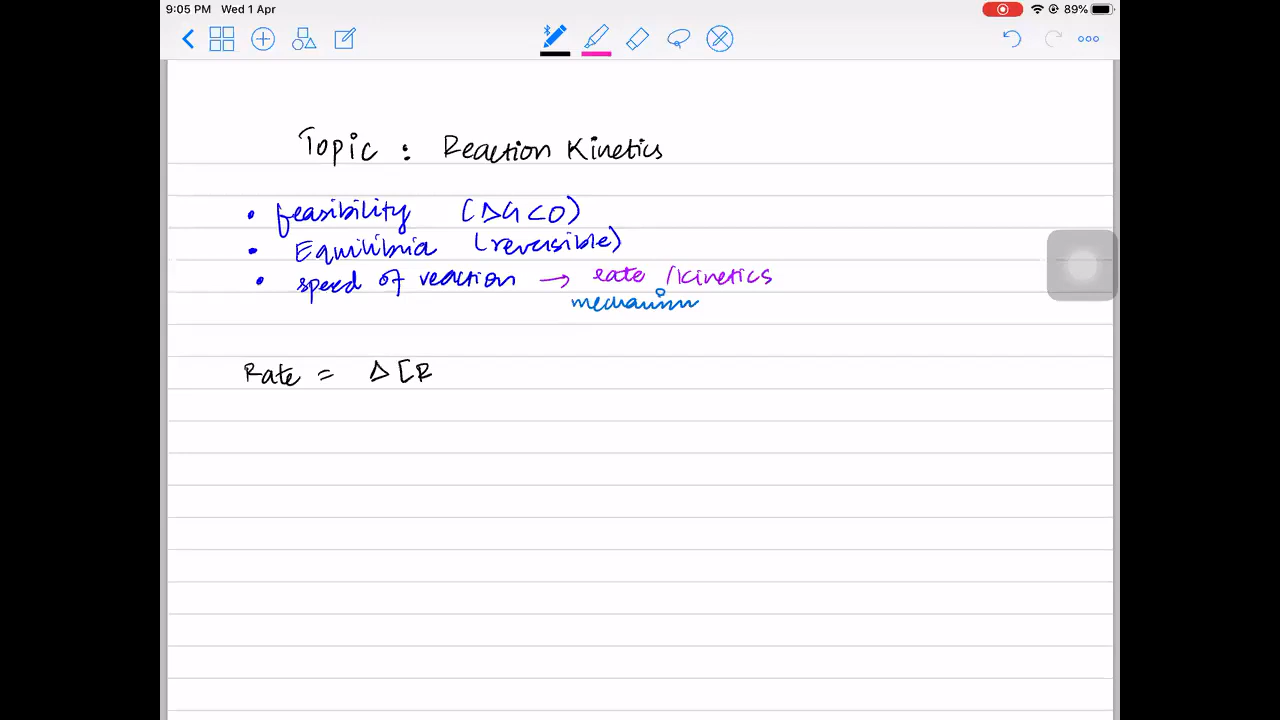 9:05 PM Wed 1 Apr 89%
Topic : Reaction Kinetics
• feasibility (ΔG<0)
• Equilibria (reversible)
• speed of reaction → rate /kinetics
mechanism
Rate = Δ [R